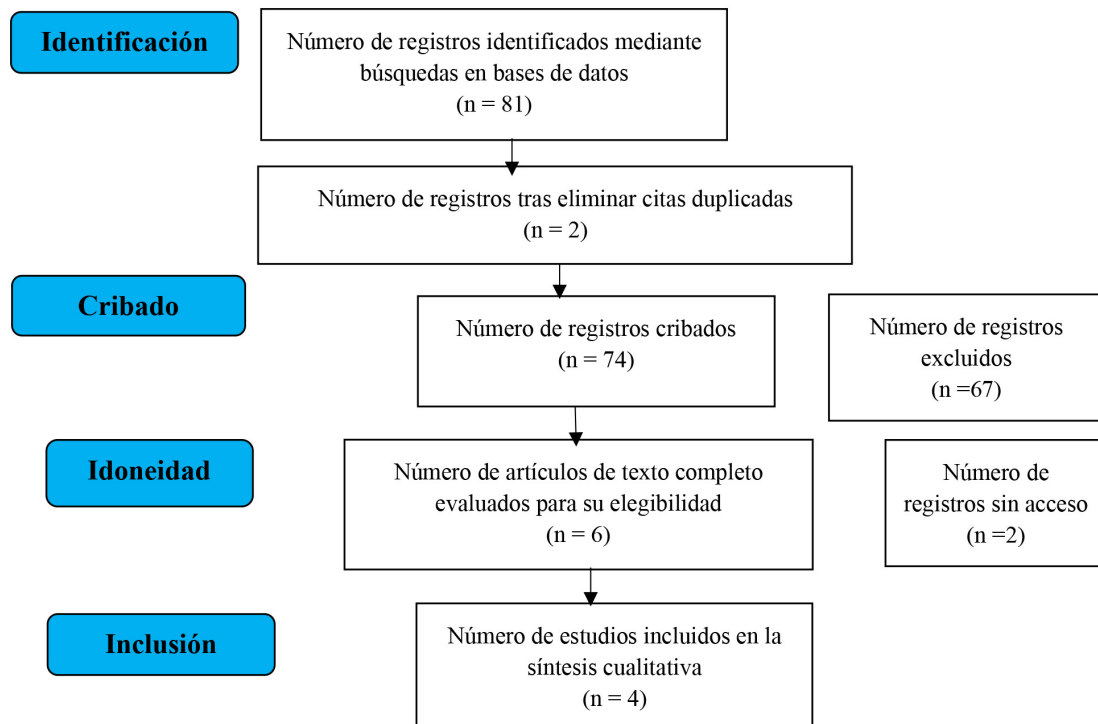 Identificación
Número de registros identificados mediante
búsquedas en bases de datos
(n = 81)
Número de registros tras eliminar citas duplicadas
(n = 2)
Cribado
Número de registros cribados
(n = 74)
Número de registros
excluidos
(n =67)
Idoneidad
Número de artículos de texto completo
evaluados para su elegibilidad
(n = 6)
Número de
registros sin acceso
(n =2)
Inclusión
Número de estudios incluidos en la
síntesis cualitativa
(n = 4)